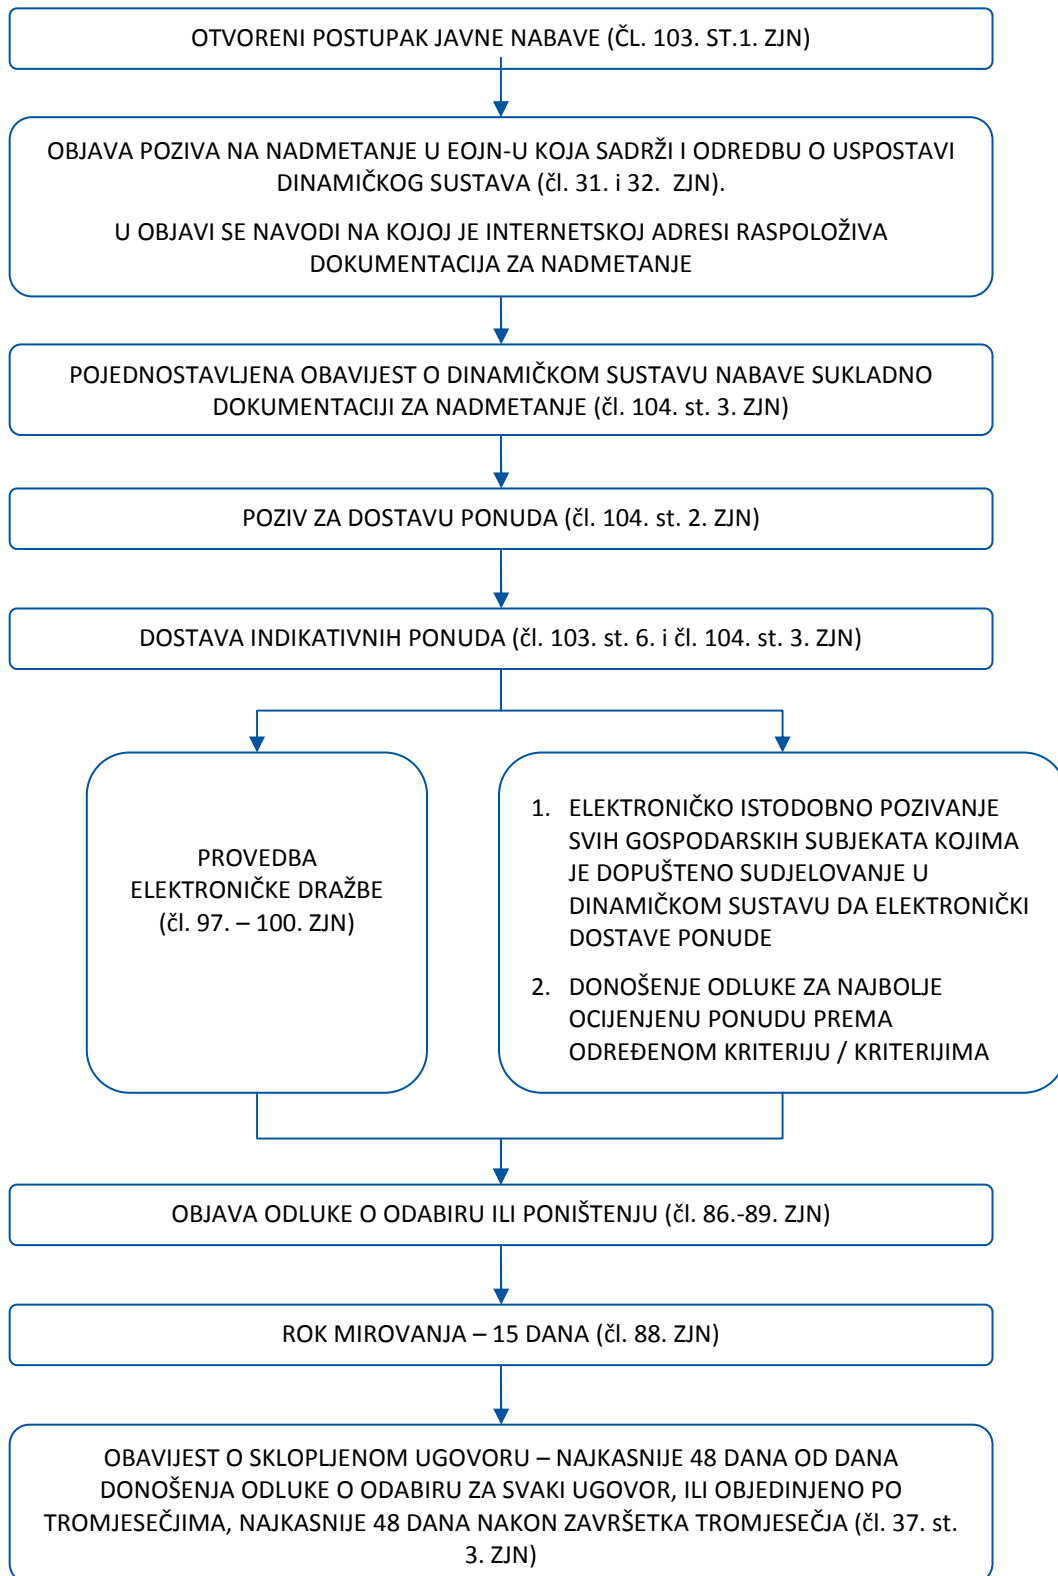 OTVORENI POSTUPAK JAVNE NABAVE (ČL. 103. ST.1. ZJN)
OBJAVA POZIVA NA NADMETANJE U EOJN-U KOJA SADRŽI I ODREDBU O USPOSTAVI
DINAMIČKOG SUSTAVA (čl. 31. i 32. ZJN).
U OBJAVI SE NAVODI NA KOJOJ JE INTERNETSKOJ ADRESI RASPOLOŽIVA
DOKUMENTACIJA ZA NADMETANJE
POJEDNOSTAVLJENA OBAVIJEST O DINAMIČKOM SUSTAVU NABAVE SUKLADNO
DOKUMENTACIJI ZA NADMETANJE (čl. 104. st. 3. ZJN)
POZIV ZA DOSTAVU PONUDA (čl. 104. st. 2. ZJN)
DOSTAVA INDIKATIVNIH PONUDA (čl. 103. st. 6. i čl. 104. st. 3. ZJN)
PROVEDBA
ELEKTRONIČKE DRAŽBE
(čl. 97. – 100. ZJN)
1. ELEKTRONIČKO ISTODOBNO POZIVANJE
SVIH GOSPODARSKIH SUBJEKATA KOJIMA
JE DOPUŠTENO SUDJELOVANJE U
DINAMIČKOM SUSTAVU DA ELEKTRONIČKI
DOSTAVE PONUDE
2. DONOŠENJE ODLUKE ZA NAJBOLJE
OCIJENJENU PONUDU PREMA
ODREĐENOM KRITERIJU / KRITERIJIMA
OBJAVA ODLUKE O ODABIRU ILI PONIŠTENJU (čl. 86.-89. ZJN)
ROK MIROVANJA – 15 DANA (čl. 88. ZJN)
OBAVIJEST O SKLOPLJENOM UGOVORU – NAJKASNIJE 48 DANA OD DANA
DONOŠENJA ODLUKE O ODABIRU ZA SVAKI UGOVOR, ILI OBJEDINJENO PO
TROMJESEČJIMA, NAJKASNIJE 48 DANA NAKON ZAVRŠETKA TROMJESEČJA (čl. 37. st.
3. ZJN)